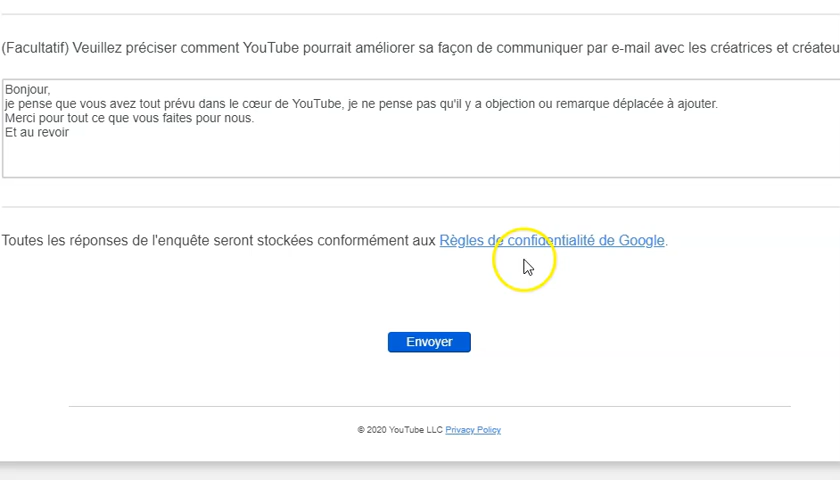 (Facultatif) Veuillez préciser comment YouTube pourrait améliorer sa façon de communiquer par e-mail avec les créatrices et
Bonjour,
je pense que vous avez tout prévu dans le cœur de YouTube, je ne pense pas qu'il y a objection ou remarque déplacée à ajouter.
Merci pour tout ce que vous faites pour nous.
Et au revoir
Toutes les réponses de l'enquête seront stockées conformément aux Règles de confidentialité de Google.
Envoyer
© 2020 YouTube LLC Privacy Policy